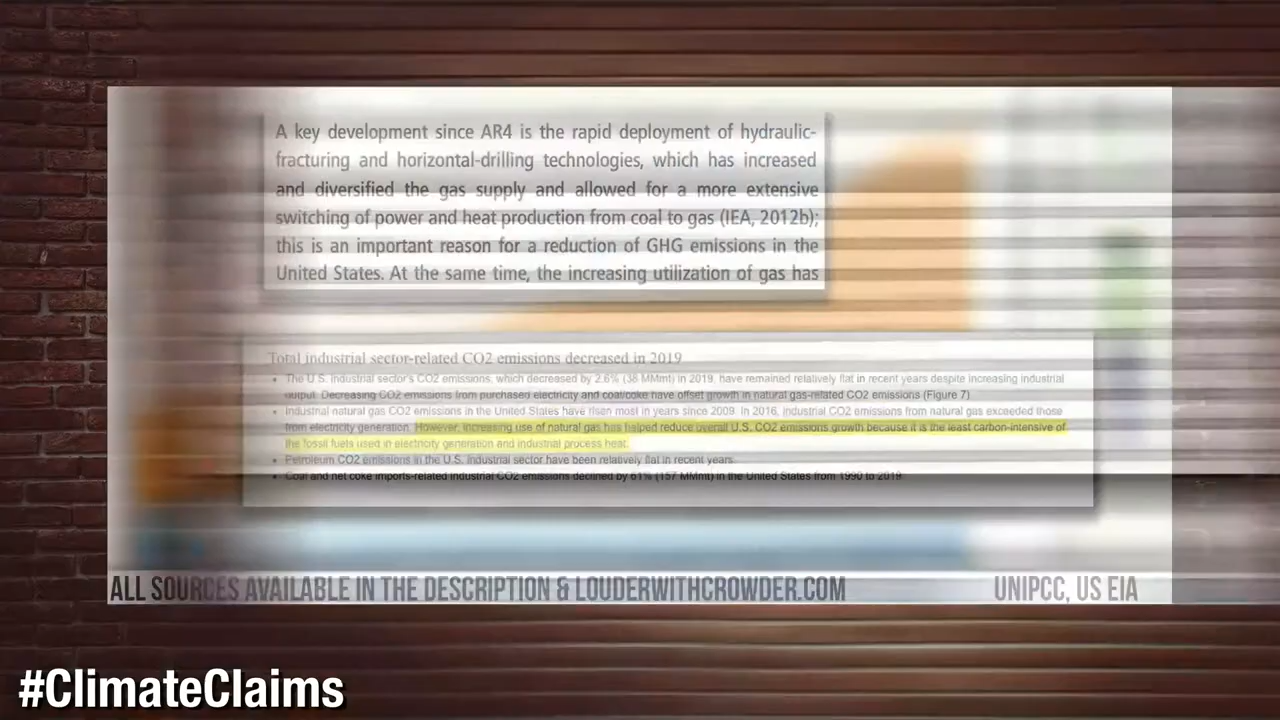 A key development since AR4 is the rapid deployment of hydraulic-
fracturing and horizontal-drilling technologies, which has increased
and diversified the gas supply and allowed for a more extensive
switching of power and heat production from coal to gas (IEA, 2012b);
this is an important reason for a reduction of GHG emissions in the
United States. At the same time, the increasing utilization of gas has
Total industrial sector-related CO2 emissions decreased in 2019
• The U.S. industrial sector's CO2 emissions, which decreased by 2.6% (38 MMmt) in 2019, have remained relatively flat in recent years despite increasing industrial
output. Decreasing CO2 emissions from purchased electricity and coal/coke have offset growth in natural gas-related CO2 emissions (Figure 7)
• Industrial natural gas CO2 emissions in the United States have risen most in years since 2009. In 2016, industrial CO2 emissions from natural gas exceeded those
from electricity generation. However, increasing use of natural gas has helped reduce overall U.S. CO2 emissions growth because it is the least carbon-intensive of
the fossil fuels used in electricity generation and industrial process heat.
• Petroleum CO2 emissions in the U.S. industrial sector have been relatively flat in recent years.
• Coal and net coke imports-related industrial CO2 emissions declined by 61% (157 MMmt) in the United States from 1990 to 2019
ALL SOURCES AVAILABLE IN THE DESCRIPTION & LOUDERWITHCROWDER.COM
UNIPCC, US EIA
#ClimateClaims